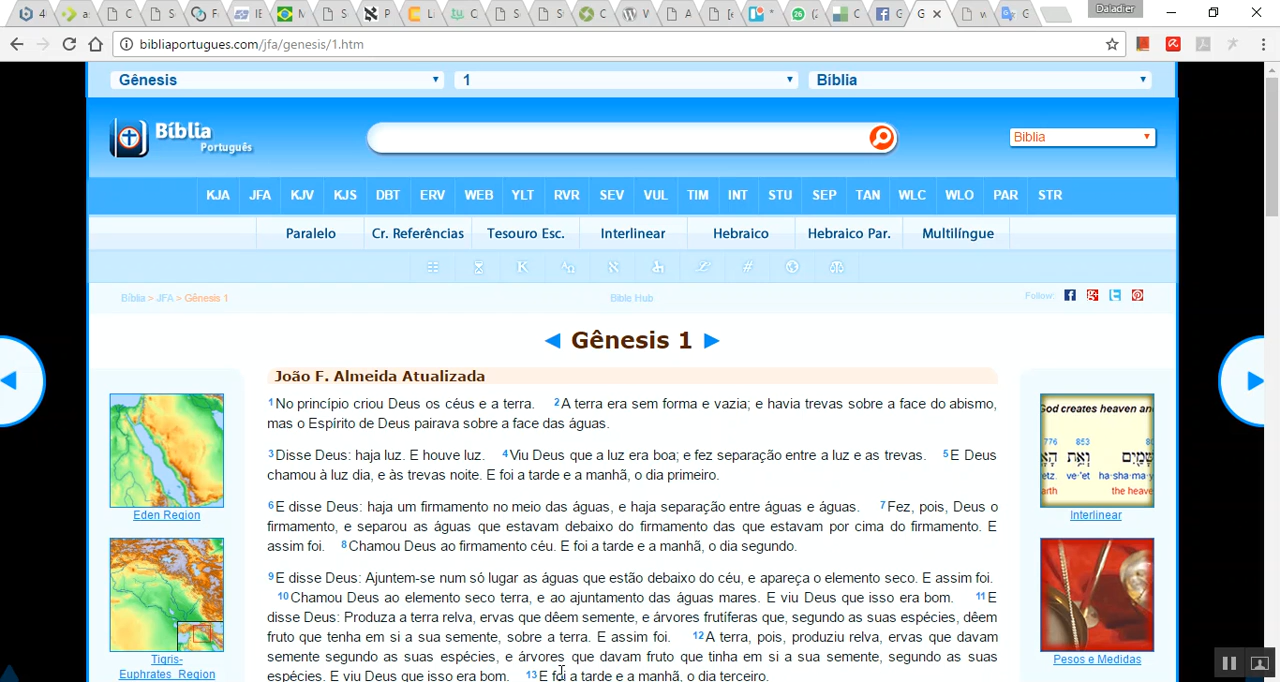 4 a C S F IE M S P L C S S C V A [e * (2 C G G w G Daladier
bibliaportugues.com/jfa/genesis/1.htm
Gênesis 1 Bíblia
Bíblia
Português
Bíblia
KJA JFA KJV KJS DBT ERV WEB YLT RVR SEV VUL TIM INT STU SEP TAN WLC WLO PAR STR
Paralelo Cr. Referências Tesouro Esc. Interlinear Hebraico Hebraico Par. Multilíngue
Bíblia > JFA > Gênesis 1 Bible Hub Follow:
Gênesis 1
João F. Almeida Atualizada
1No princípio criou Deus os céus e a terra. 2A terra era sem forma e vazia; e havia trevas sobre a face do abismo,
mas o Espírito de Deus pairava sobre a face das águas.
3Disse Deus: haja luz. E houve luz. 4Viu Deus que a luz era boa; e fez separação entre a luz e as trevas. 5E Deus
chamou à luz dia, e às trevas noite. E foi a tarde e a manhã, o dia primeiro.
6E disse Deus: haja um firmamento no meio das águas, e haja separação entre águas e águas. 7Fez, pois, Deus o
firmamento, e separou as águas que estavam debaixo do firmamento das que estavam por cima do firmamento. E
assim foi. 8Chamou Deus ao firmamento céu. E foi a tarde e a manhã, o dia segundo.
9E disse Deus: Ajuntem-se num só lugar as águas que estão debaixo do céu, e apareça o elemento seco. E assim foi.
10Chamou Deus ao elemento seco terra, e ao ajuntamento das águas mares. E viu Deus que isso era bom. 11E
disse Deus: Produza a terra relva, ervas que dêem semente, e árvores frutíferas que, segundo as suas espécies, dêem
fruto que tenha em si a sua semente, sobre a terra. E assim foi. 12A terra, pois, produziu relva, ervas que davam
semente segundo as suas espécies, e árvores que davam fruto que tinha em si a sua semente, segundo as suas
espécies. E viu Deus que isso era bom. 13E foi a tarde e a manhã, o dia terceiro.
Eden Region
Tigris-
Euphrates Region
God creates heaven an
776 853
וְאֵ֥ת הַשָּׁמַ֖יִם
etz ve·'et ha·sha·ma·y
arth the heave
Interlinear
Pesos e Medidas